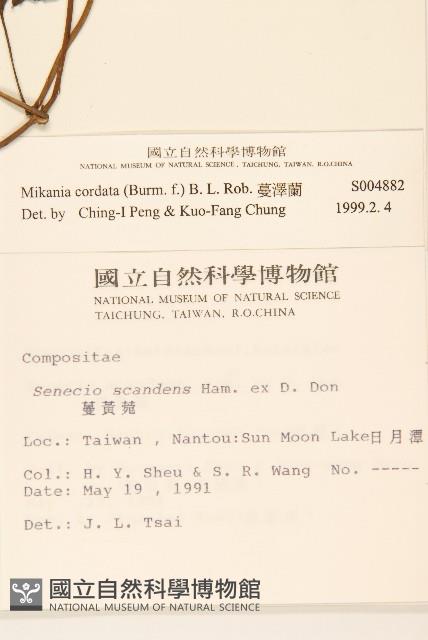 國立自然科學博物館
NATIONAL MUSEUM OF NATURAL SCIENCE, TAICHUNG, TAIWAN, R.O.CHINA
Mikania cordata (Burm. f.) B. L. Rob. 蔓澤蘭 S004882
Det. by Ching-I Peng & Kuo-Fang Chung 1999.2. 4
國立自然科學博物館
NATIONAL MUSEUM OF NATURAL SCIENCE
TAICHUNG, TAIWAN, R.O.CHINA
Compositae
Senecio scandens Ham. ex D. Don
蔓黃菀
Loc.: Taiwan , Nantou:Sun Moon Lake日月潭
Col.: H. Y. Sheu & S. R. Wang No. -----
Date: May 19 , 1991
Det.: J. L. Tsai
國立自然科學博物館
NATIONAL MUSEUM OF NATURAL SCIENCE